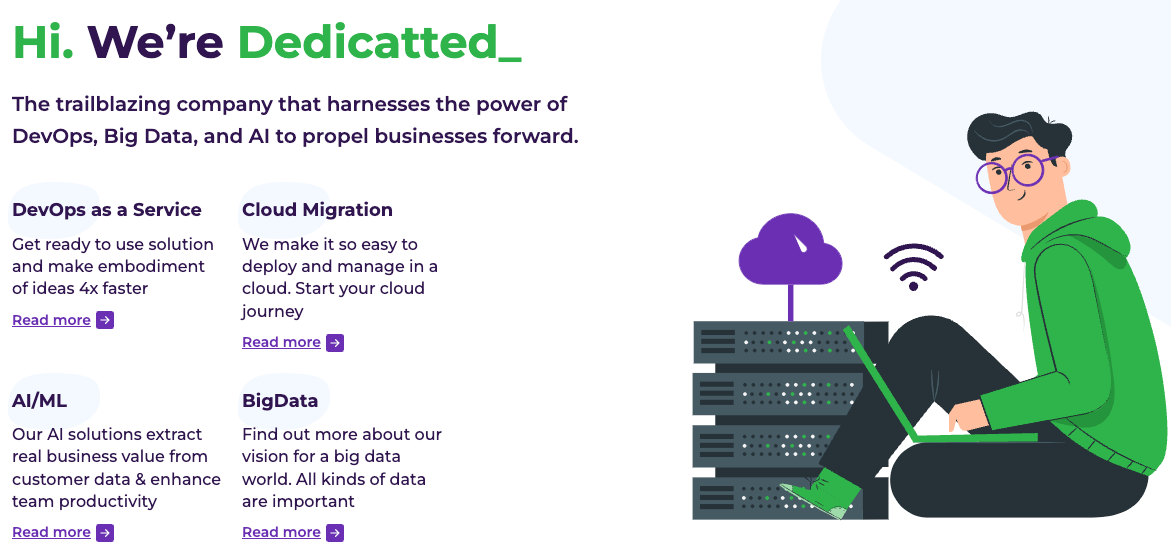 Hi. We’re Dedicatted_
The trailblazing company that harnesses the power of
DevOps, Big Data, and AI to propel businesses forward.
DevOps as a Service
Get ready to use solution
and make embodiment
of ideas 4x faster
Read more
Cloud Migration
We make it so easy to
deploy and manage in a
cloud. Start your cloud
journey
Read more
AI/ML
Our AI solutions extract
real business value from
customer data & enhance
team productivity
Read more
BigData
Find out more about our
vision for a big data
world. All kinds of data
are important
Read more